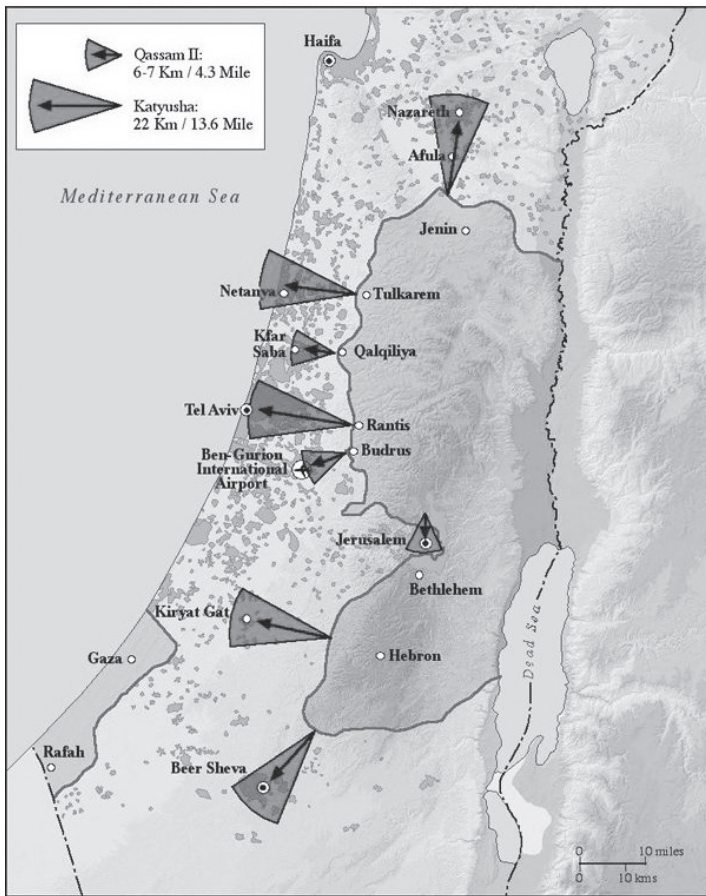 Qassam II:
6-7 Km / 4.3 Mile
Katyusha:
22 Km / 13.6 Mile
Haifa
Nazareth
Afula
Mediterranean Sea
Jenin
Netanya
Tulkarem
Kfar
Saba
Qalqiliya
Tel Aviv
Rantis
Ben-Gurion
International
Airport
Budrus
Jerusalem
Bethlehem
Kiryat Gat
Gaza
Hebron
Dead Sea
Rafah
Beer Sheva
0 10 miles
0 10 kms